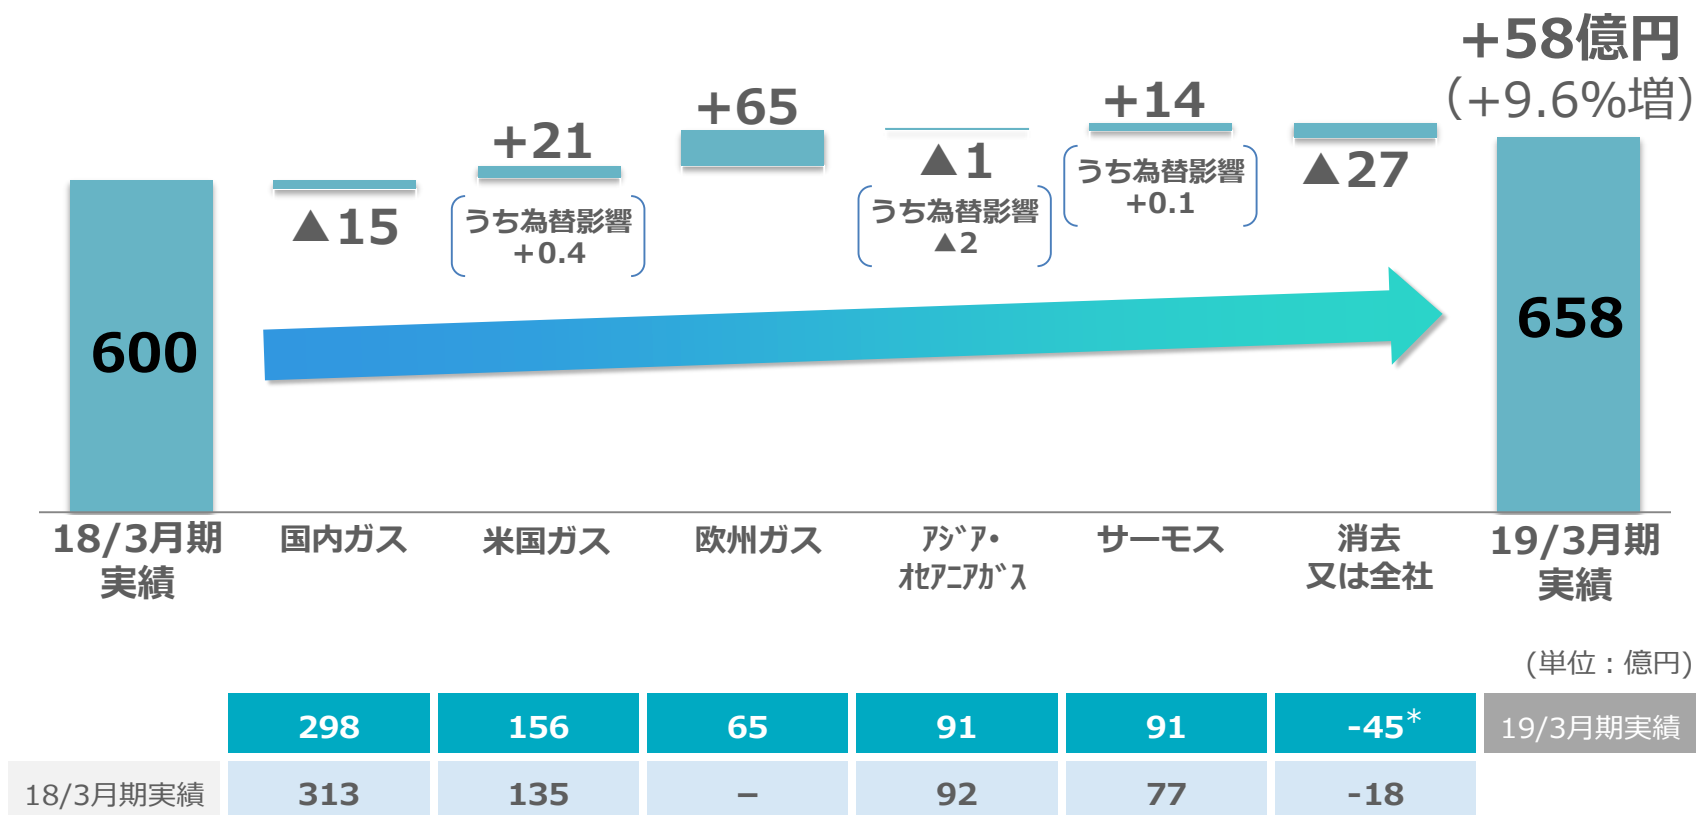 +58億円
（+9.6%増）
+65
+14
+21
▲1
▲27
▲15
うち為替影響
+0.4
うち為替影響
▲2
うち為替影響
+0.1
600
658
18/3月期
実績
国内ガス
米国ガス
欧州ガス
ｱｼﾞｱ・
ｵｾｱﾆｱｶﾞｽ
サーモス
消去
又は全社
19/3月期
実績
(単位：億円)
298 156 65 91 91 -45* 19/3月期実績
18/3月期実績 313 135 – 92 77 -18